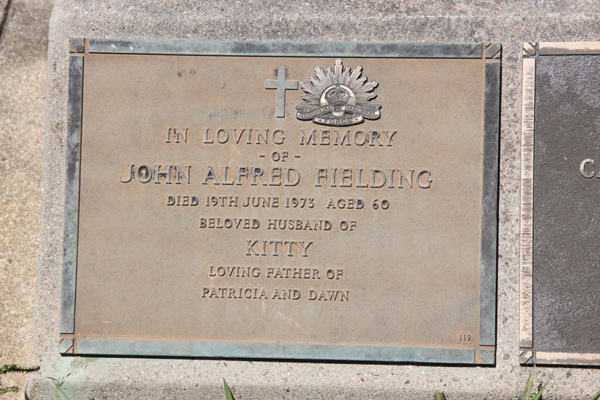 IN LOVING MEMORY
- OF -
JOHN ALFRED FIELDING
DIED 19TH JUNE 1973 AGED 60
BELOVED HUSBAND OF
KITTY
LOVING FATHER OF
PATRICIA AND DAWN
119